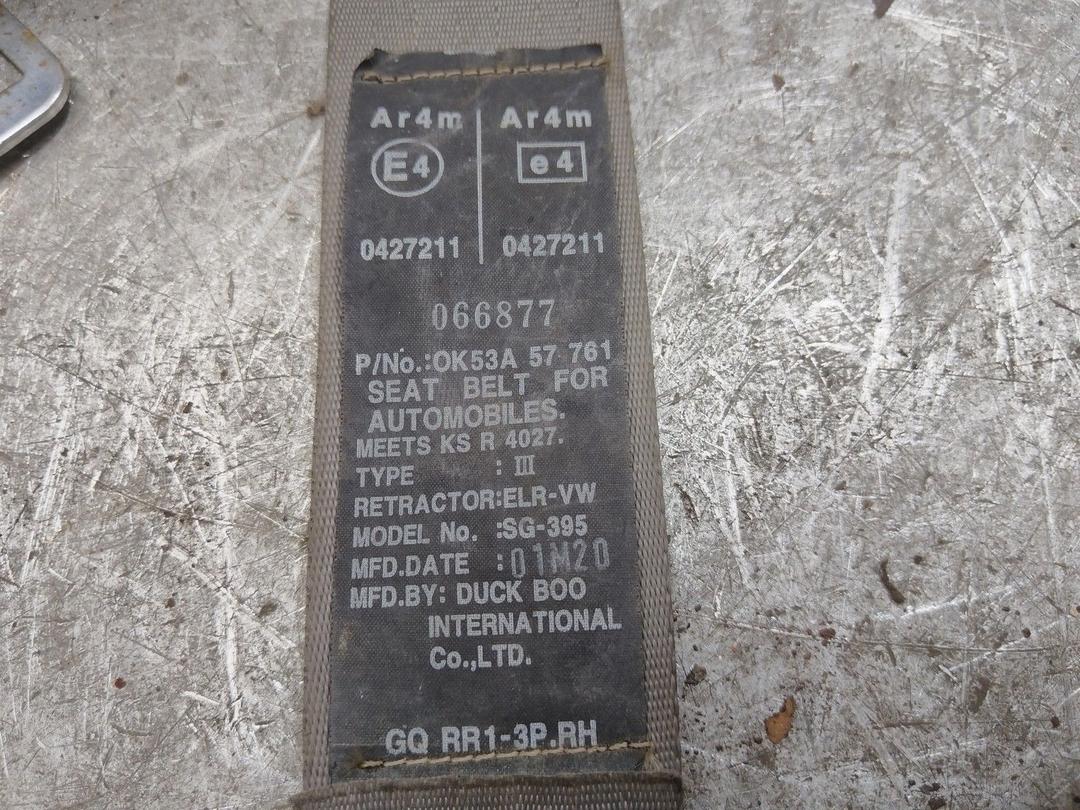 Ar4m Ar4m
E4 e4
0427211 0427211
066877
P/No.:OK53A 57 761
SEAT BELT FOR
AUTOMOBILES.
MEETS KS R 4027.
TYPE : III
RETRACTOR:ELR-VW
MODEL No. :SG-395
MFD.DATE :01M20
MFD.BY: DUCK BOO
INTERNATIONAL
Co.,LTD.
GQ RR1-3P.RH